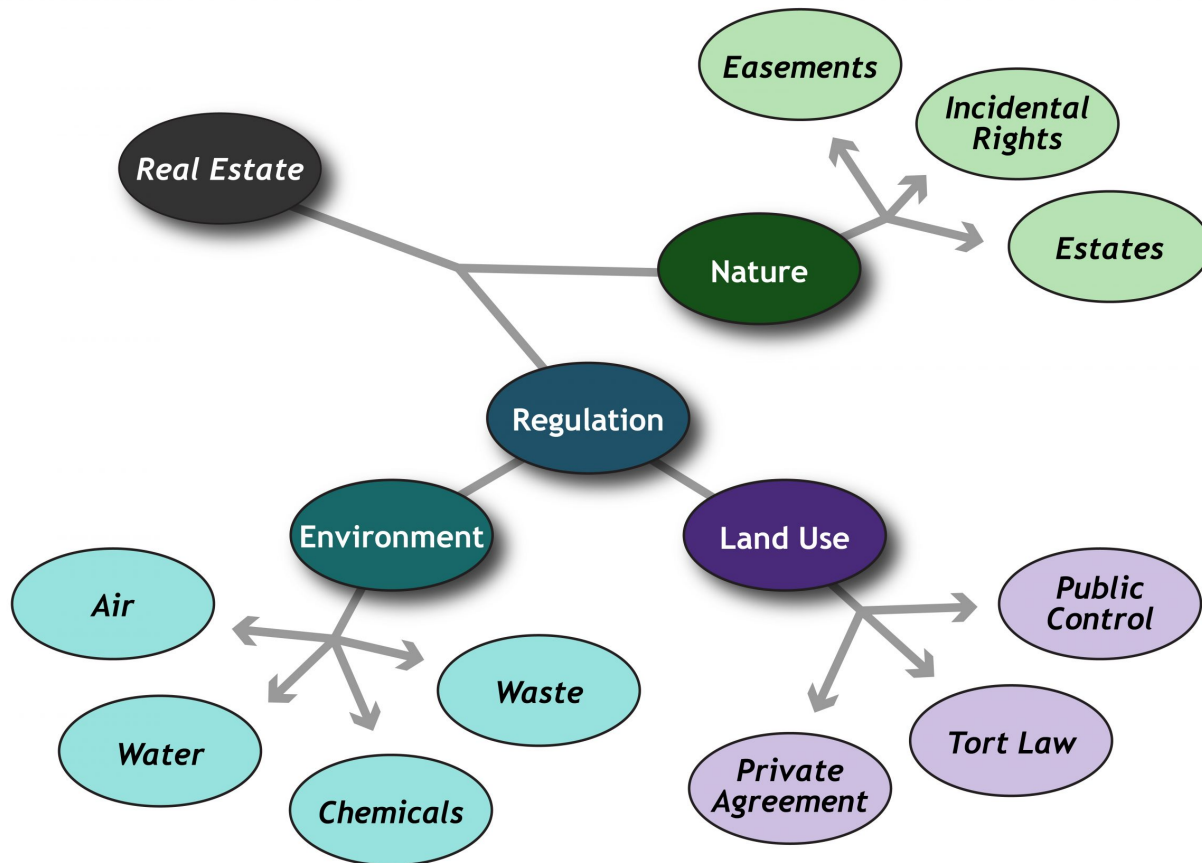 Easements
Incidental
Rights
Real Estate
Estates
Nature
Regulation
Environment
Land Use
Air
Public
Control
Waste
Water
Tort Law
Private
Agreement
Chemicals